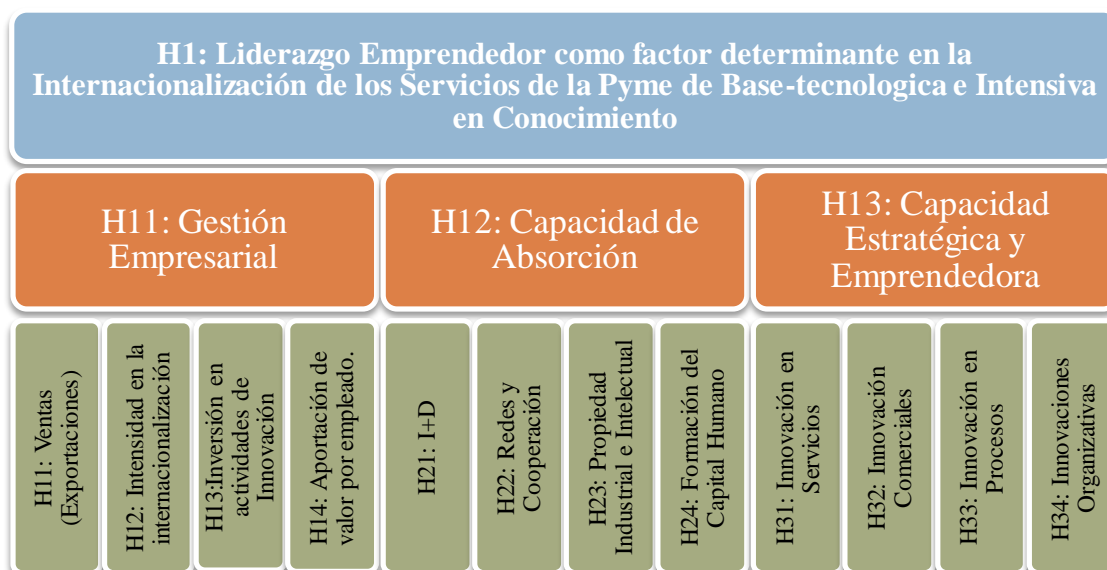 H1: Liderazgo Emprendedor como factor determinante en la
Internacionalización de los Servicios de la Pyme de Base-tecnologica e Intensiva
en Conocimiento
H11: Gestión
Empresarial
H12: Capacidad de
Absorción
H13: Capacidad
Estratégica y
Emprendedora
H11: Ventas
(Exportaciones)
H12: Intensidad en la
internacionalización
H13:Inversión en
actividades de
Innovación
H14: Aportación de
valor por empleado.
H21: I+D
H22: Redes y
Cooperación
H23: Propiedad
Industrial e Intelectual
H24: Formación del
Capital Humano
H31: Innovación en
Servicios
H32: Innovación
Comerciales
H33: Innovación en
Procesos
H34: Innovaciones
Organizativas